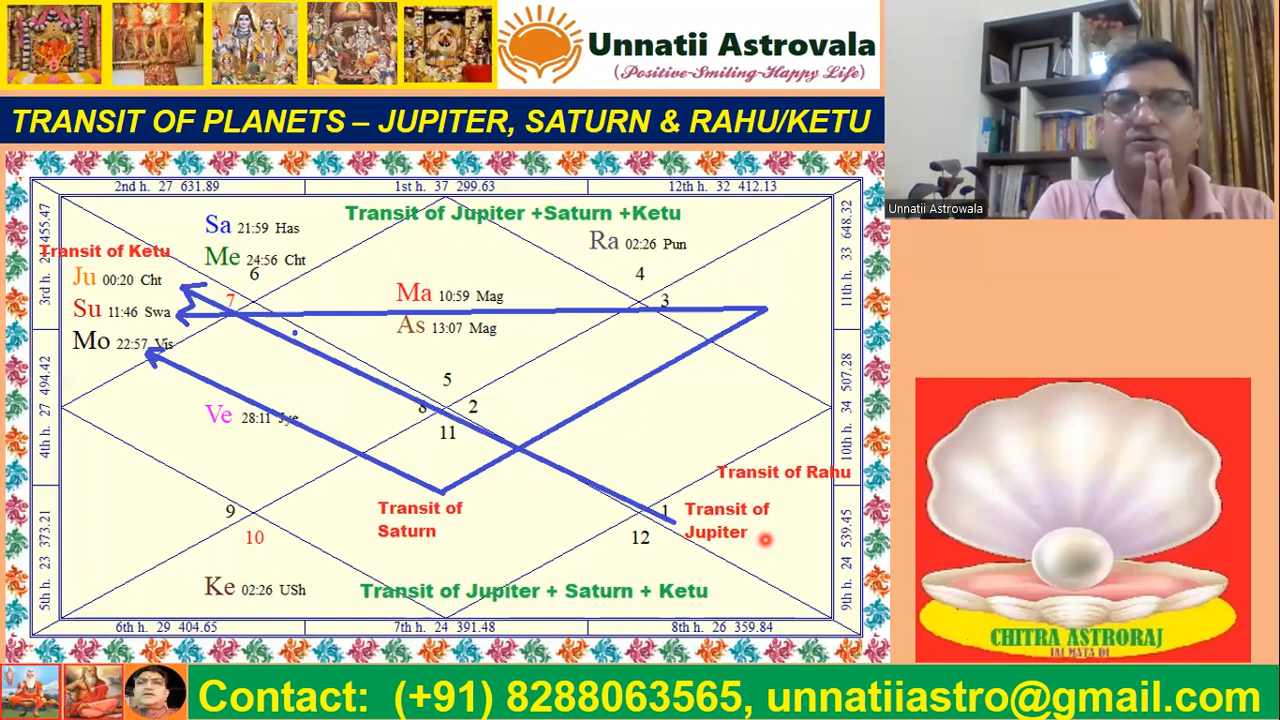 Unnatii Astrovala
(Positive-Smiling-Happy Life)
TRANSIT OF PLANETS – JUPITER, SATURN & RAHU/KETU
Unnatii Astrowala
2nd h. 27 631.89
1st h. 37 299.63
12th h. 32 412.13
Transit of Jupiter +Saturn +Ketu
Sa 21:59 Has
Me 24:56 Cht
6
Ra 02:26 Pun
4
Transit of Ketu
Ju 00:20 Cht
Su 11:46 Swa
Mo 22:57 Vis
7
3
Ma 10:59 Mag
As 13:07 Mag
5
8
2
11
3rd h.
455.47
11th h. 33 648.32
4th h. 27 494.42
10th h. 34 507.28
Ve 28:11 Jye
Transit of Rahu
Transit of
Saturn
1
Transit of
Jupiter
9
10
12
5th h. 23 373.21
9th h. 24 539.45
Ke 02:26 USh
Transit of Jupiter + Saturn + Ketu
6th h. 29 404.65
7th h. 24 391.48
8th h. 26 359.84
CHITRA ASTRORAJ
JAI MATA DI
Contact: (+91) 8288063565, unnatiiastro@gmail.com